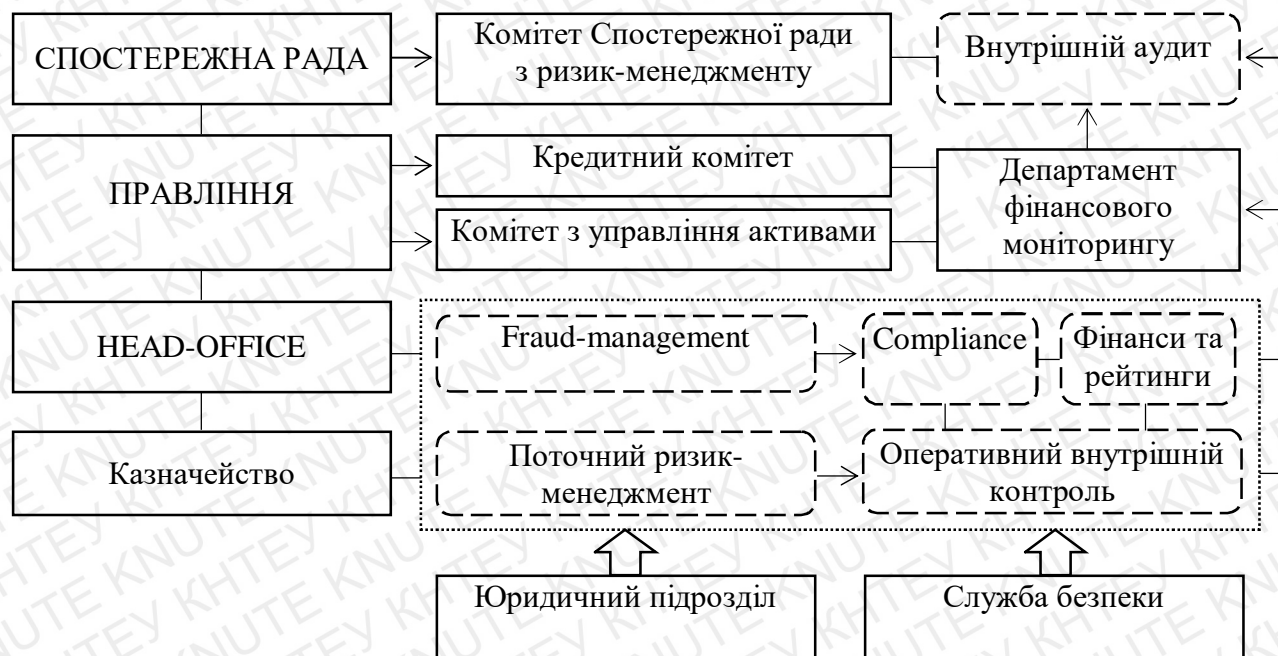 СПОСТЕРЕЖНА РАДА
Комітет Спостережної ради
з ризик-менеджменту
Внутрішній аудит
ПРАВЛІННЯ
Кредитний комітет
Комітет з управління активами
Департамент
фінансового
моніторингу
HEAD-OFFICE
Fraud-management
Compliance
Фінанси та
рейтинги
Казначейство
Поточний ризик-
менеджмент
Оперативний внутрішній
контроль
Юридичний підрозділ
Служба безпеки